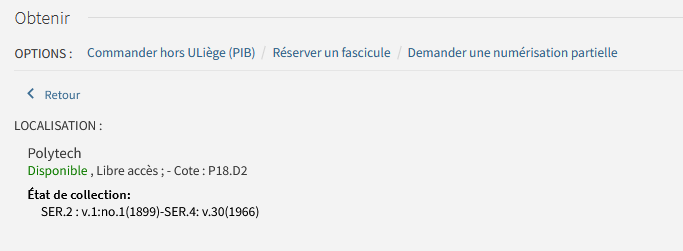 Obtenir
OPTIONS : Commander hors ULiège (PIB) / Réserver un fascicule / Demander une numérisation partielle
Retour
LOCALISATION :
Polytech
Disponible , Libre accès ; - Cote : P18.D2
État de collection:
SER.2 : v.1:no.1(1899)-SER.4: v.30(1966)